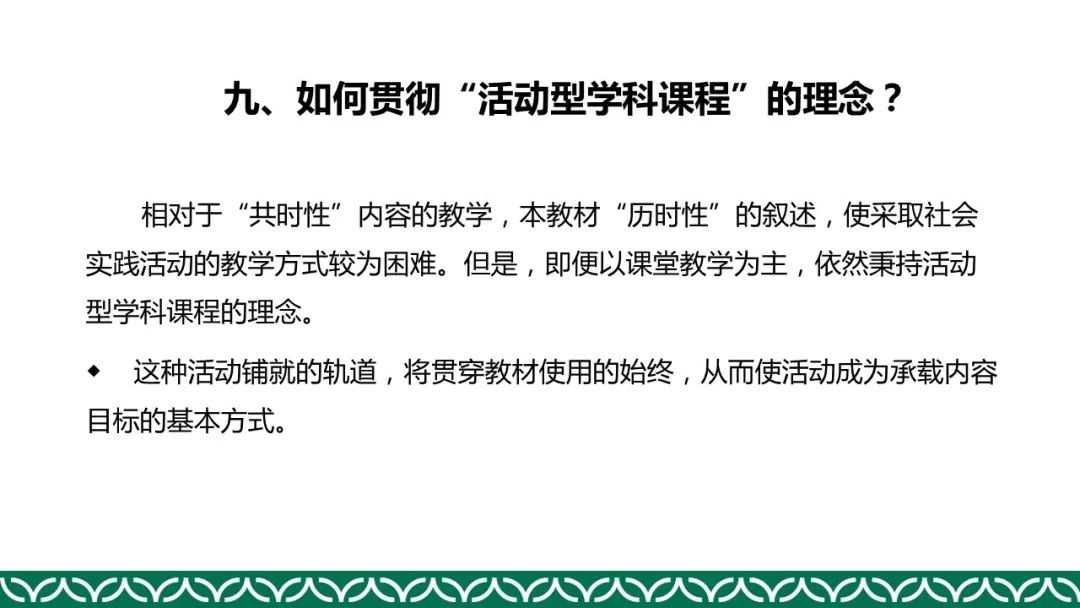 九、如何贯彻“活动型学科课程”的理念？
相对于“共时性”内容的教学，本教材“历时性”的叙述，使采取社会
实践活动的教学方式较为困难。但是，即便以课堂教学为主，依然秉持活动
型学科课程的理念。
◆ 这种活动铺就的轨道，将贯穿教材使用的始终，从而使活动成为承载内容
目标的基本方式。